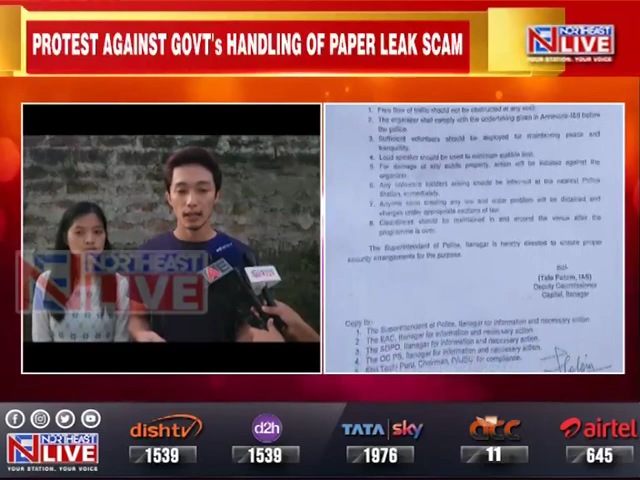 PROTEST AGAINST GOVT's HANDLING OF PAPER LEAK SCAM
NORTHEAST
LIVE
YOUR STATION. YOUR VOICE
1. Free flow of traffic should not be obstructed at any cost.
2. The organizer shall comply with the undertaking given in Annexure-I&II before
the police.
3. Sufficient volunteers should be deployed for maintaining peace and
tranquility.
4. Loud speaker should be used to minimum audible limit.
5. For damage of any public property, action will be initiated against the
organizer.
6. Any untoward incident arising should be informed at the nearest Police
Station, immediately.
7. Anyone found creating any law and order problem will be detained and
charged under appropriate sections of law.
8. Cleanliness should be maintained in and around the venue after the
programme is over.
The Superintendent of Police, Itanagar is hereby directed to ensure proper
security arrangements for the purpose.
Sd/-
Deputy Commissioner
Capital, Itanagar
Copy to:-
1. The Superintendent of Police, Itanagar for information and necessary action.
2. The EAC, Itanagar for information and necessary action.
3. The SDPO, Itanagar for information and necessary action.
4. The OC PS, Itanagar for information and necessary action.
Chairman, PAJSC for compliance.
NORTHEAST
LIVE
NORTHEAST
LIVE
YOUR STATION. YOUR VOICE
dishtv
1539
d2h
1539
TATA sky
1976
11
airtel
645